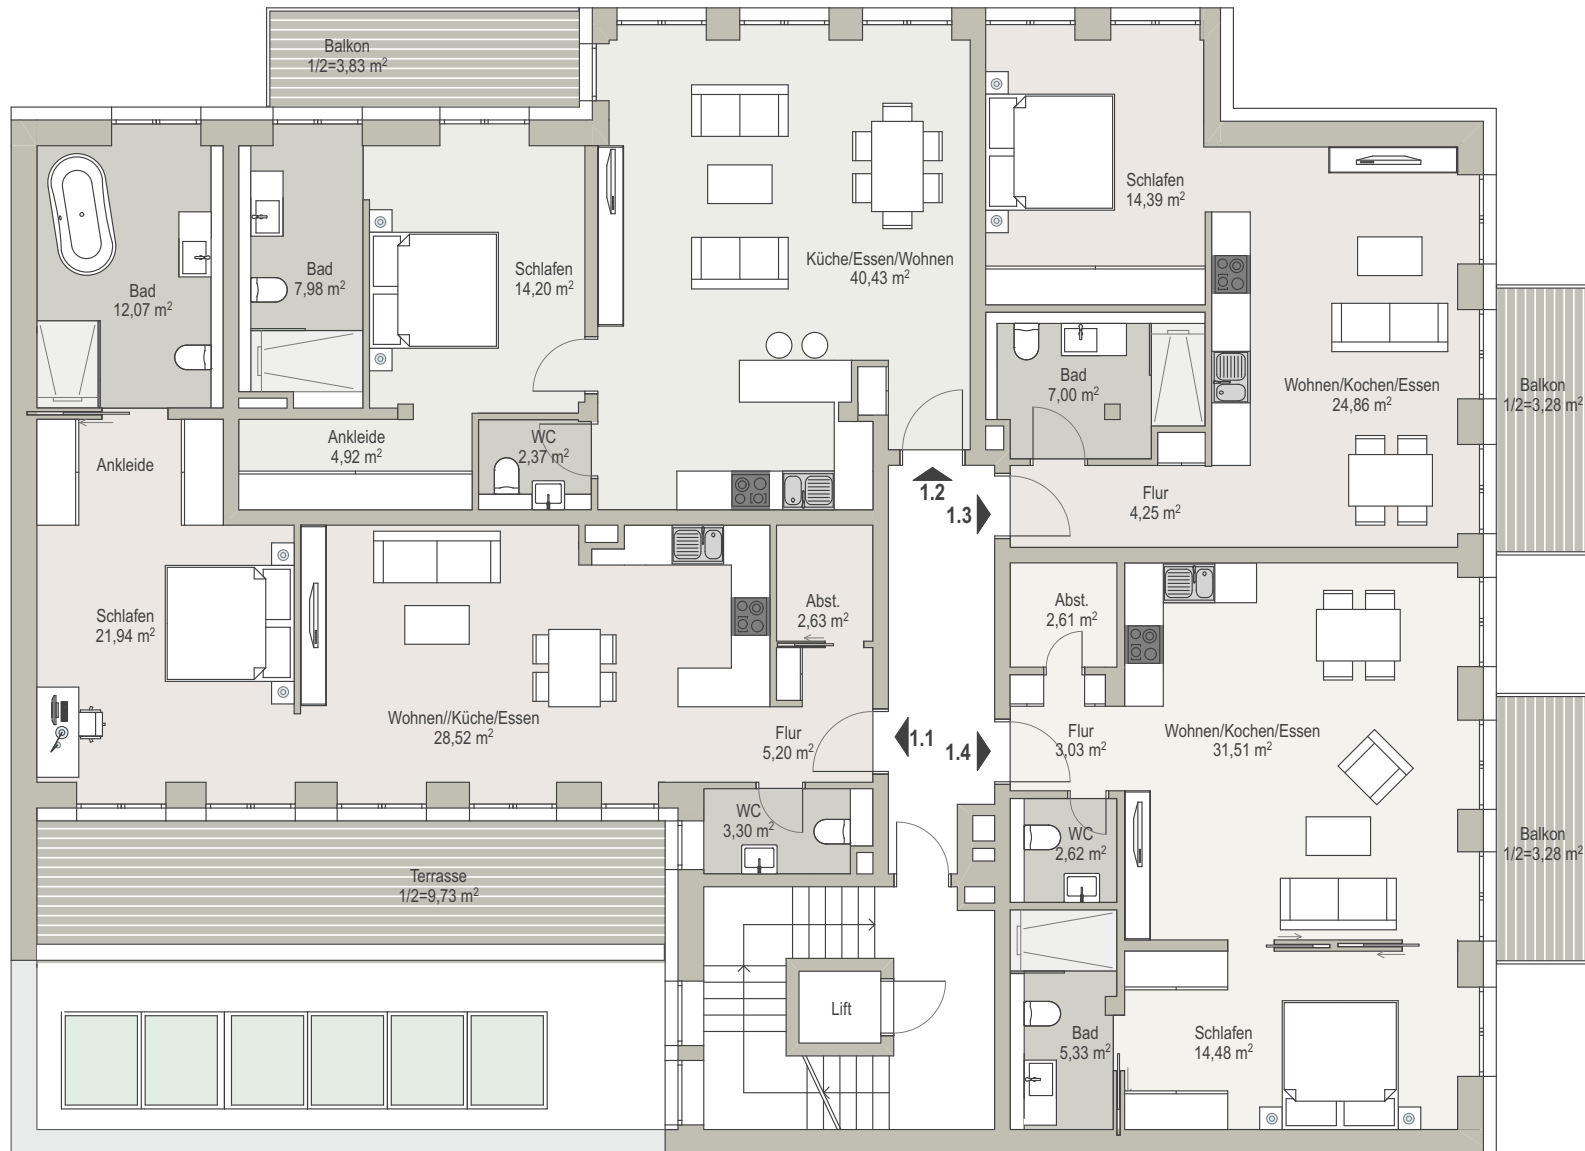 Balkon
1/2=3,83 m²
Schlafen
14,39 m²
Küche/Essen/Wohnen
40,43 m²
Schlafen
14,20 m²
Bad
7,98 m²
Bad
12,07 m²
Bad
7,00 m²
Wohnen/Kochen/Essen
24,86 m²
Balkon
1/2=3,28 m²
Ankleide
4,92 m²
WC
2,37 m²
Ankleide
1.2
1.3
Flur
4,25 m²
Schlafen
21,94 m²
Abst.
2,63 m²
Abst.
2,61 m²
Wohnen//Küche/Essen
28,52 m²
Flur
5,20 m²
1.1
1.4
Flur
3,03 m²
Wohnen/Kochen/Essen
31,51 m²
WC
3,30 m²
WC
2,62 m²
Balkon
1/2=3,28 m²
Terrasse
1/2=9,73 m²
Lift
Bad
5,33 m²
Schlafen
14,48 m²